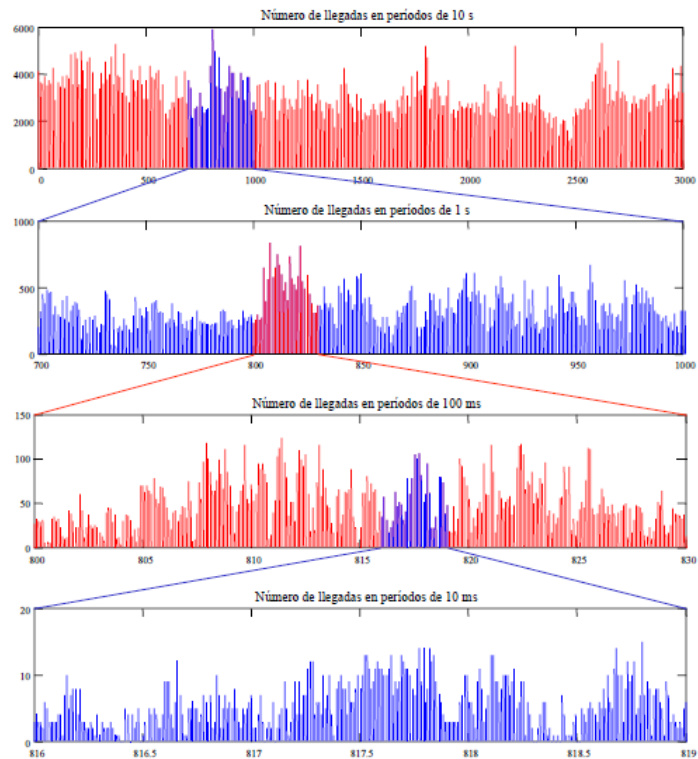 Número de llegadas en períodos de 10 s
6000
4000
2000
0
0 500 1000 1500 2000 2500 3000
Número de llegadas en períodos de 1 s
1000
500
0
700 750 800 850 900 950 1000
Número de llegadas en períodos de 100 ms
150
100
50
0
800 805 810 815 820 825 830
Número de llegadas en períodos de 10 ms
20
10
0
816 816.5 817 817.5 818 818.5 819